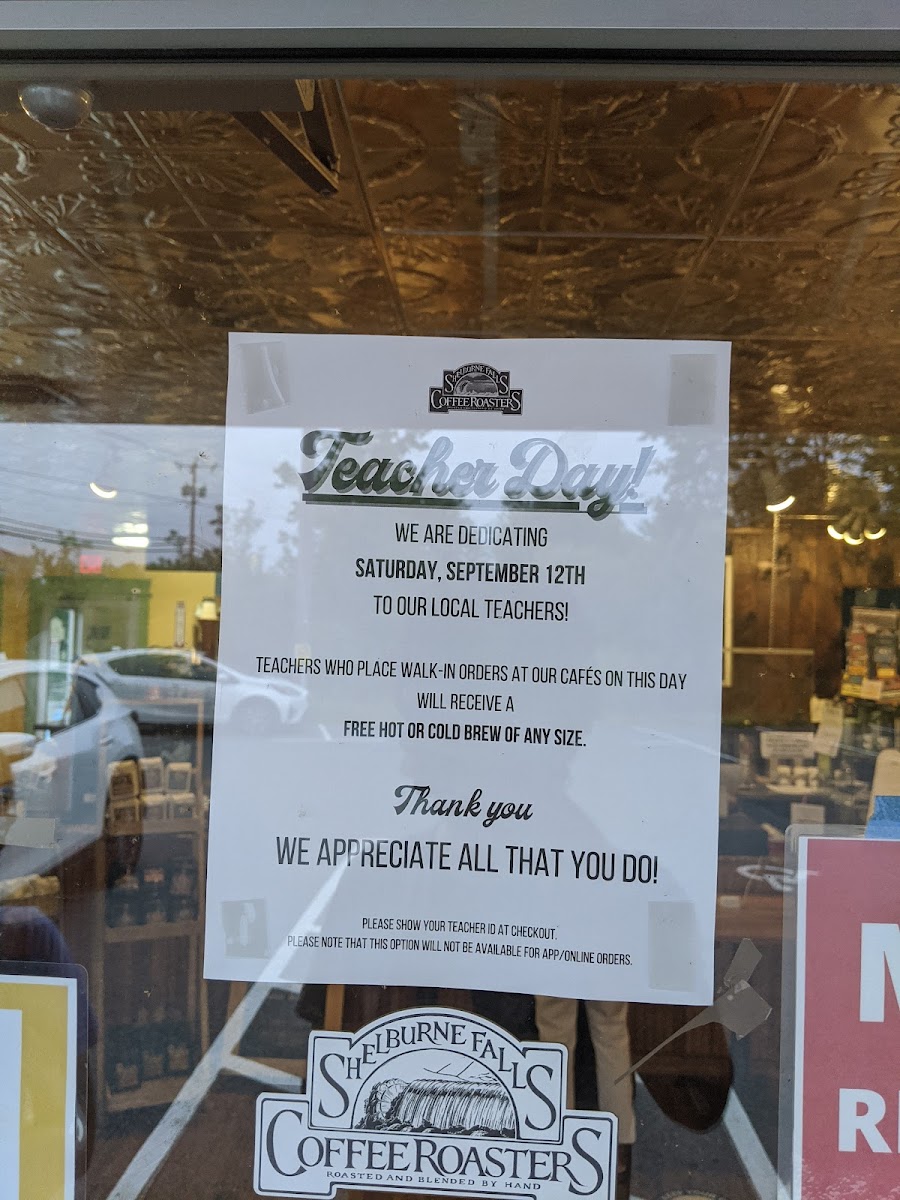 SHELBURNE FALLS
COFFEE ROASTERS
Teacher Day!
WE ARE DEDICATING
SATURDAY, SEPTEMBER 12TH
TO OUR LOCAL TEACHERS!
TEACHERS WHO PLACE WALK-IN ORDERS AT OUR CAFÉS ON THIS DAY
WILL RECEIVE A
FREE HOT OR COLD BREW OF ANY SIZE.
Thank you
WE APPRECIATE ALL THAT YOU DO!
PLEASE SHOW YOUR TEACHER ID AT CHECKOUT.
PLEASE NOTE THAT THIS OPTION WILL NOT BE AVAILABLE FOR APP/ONLINE ORDERS.
SHELBURNE FALLS
COFFEE ROASTERS
ROASTED AND BLENDED BY HAND